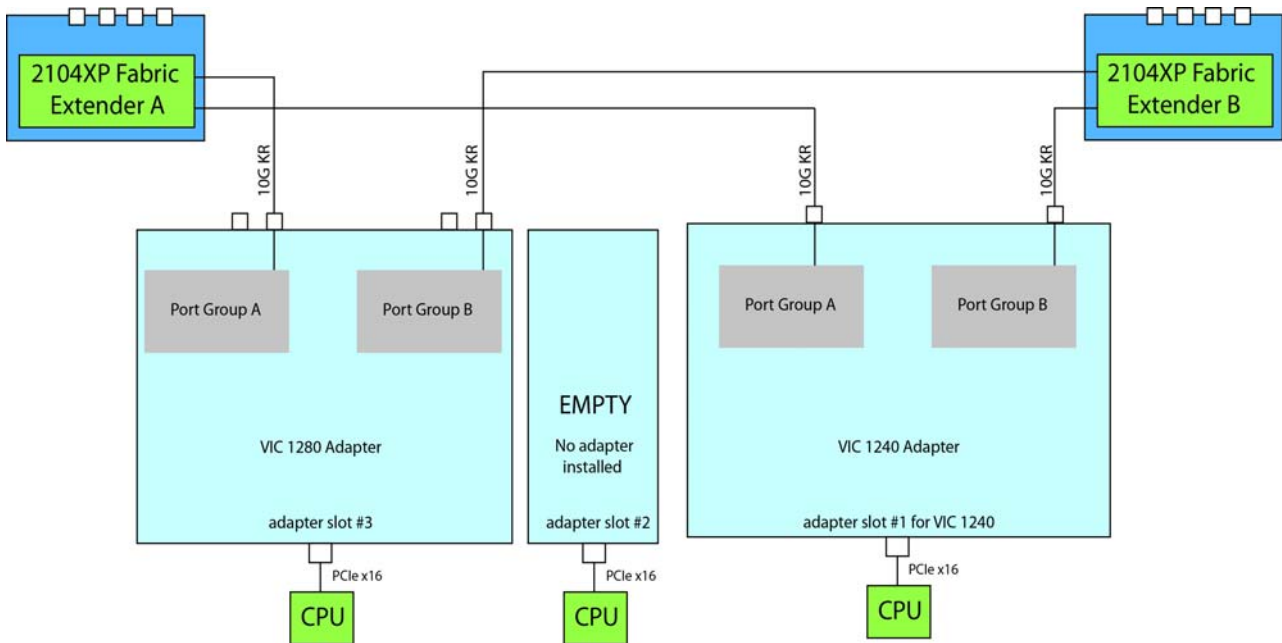 2104XP Fabric
Extender A
2104XP Fabric
Extender B
10G KR
10G KR
10G KR
10G KR
Port Group A
Port Group B
Port Group A
Port Group B
EMPTY
No adapter
installed
VIC 1280 Adapter
VIC 1240 Adapter
adapter slot #3
adapter slot #2
adapter slot #1 for VIC 1240
PCIe x16
PCIe x16
PCIe x16
CPU
CPU
CPU